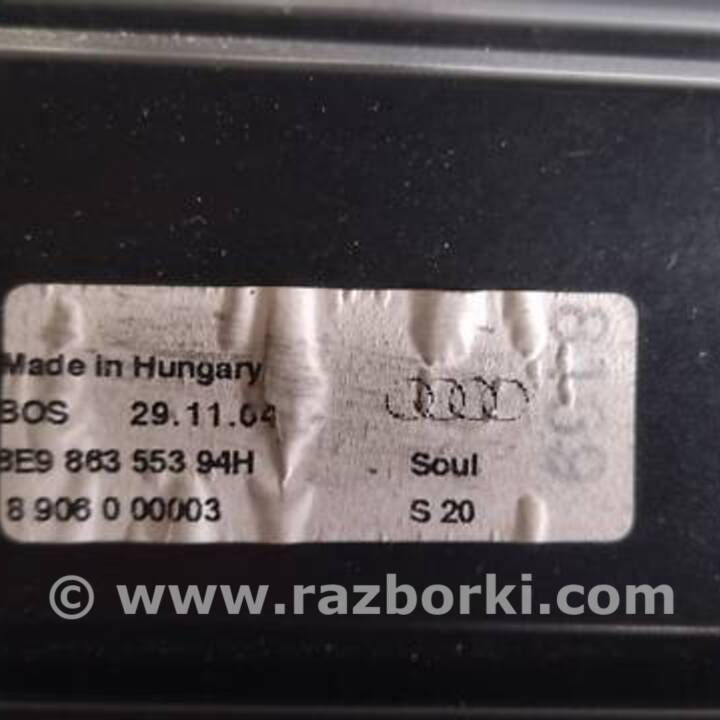 Made in Hungary
BOS 29.11.04
8E9 863 553 94H
Soul
8 906 0 00003
S 20
© www.razborki.com